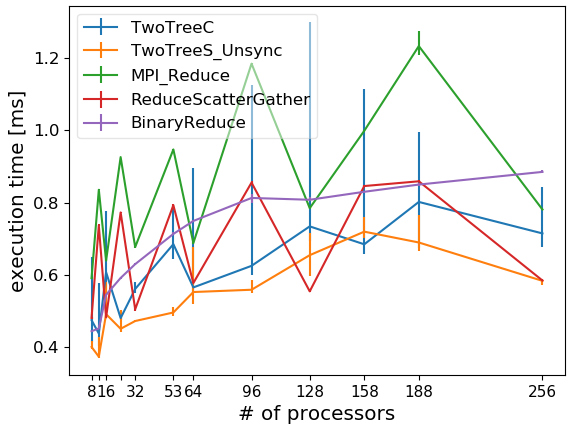 TwoTreeC
TwoTreeS_Unsync
MPI_Reduce
ReduceScatterGather
BinaryReduce
execution time [ms]
1.2
1.0
0.8
0.6
0.4
8 16 32 53 64 96 128 158 188 256
# of processors